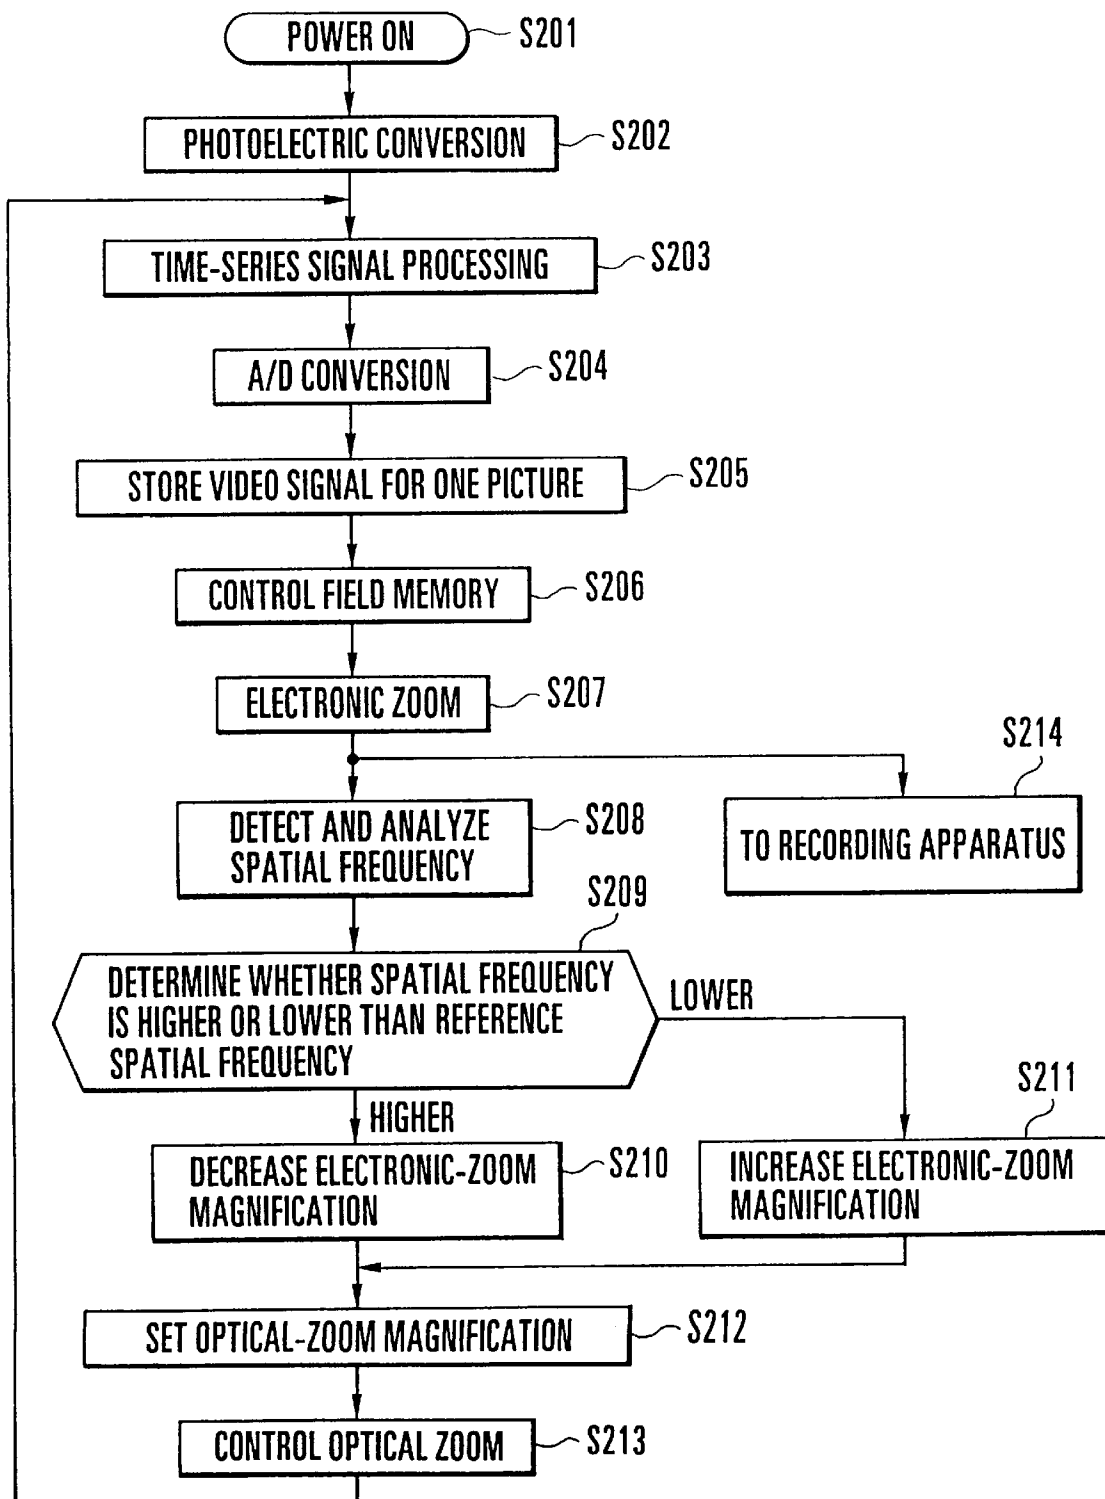 POWER ON
S201
PHOTOELECTRIC CONVERSION
S202
TIME-SERIES SIGNAL PROCESSING
S203
A/D CONVERSION
S204
STORE VIDEO SIGNAL FOR ONE PICTURE
S205
CONTROL FIELD MEMORY
S206
ELECTRONIC ZOOM
S207
S214
TO RECORDING APPARATUS
DETECT AND ANALYZE
SPATIAL FREQUENCY
S208
S209
DETERMINE WHETHER SPATIAL FREQUENCY
IS HIGHER OR LOWER THAN REFERENCE
SPATIAL FREQUENCY
LOWER
HIGHER
S211
DECREASE ELECTRONIC-ZOOM
MAGNIFICATION
S210
INCREASE ELECTRONIC-ZOOM
MAGNIFICATION
SET OPTICAL-ZOOM MAGNIFICATION
S212
CONTROL OPTICAL ZOOM
S213